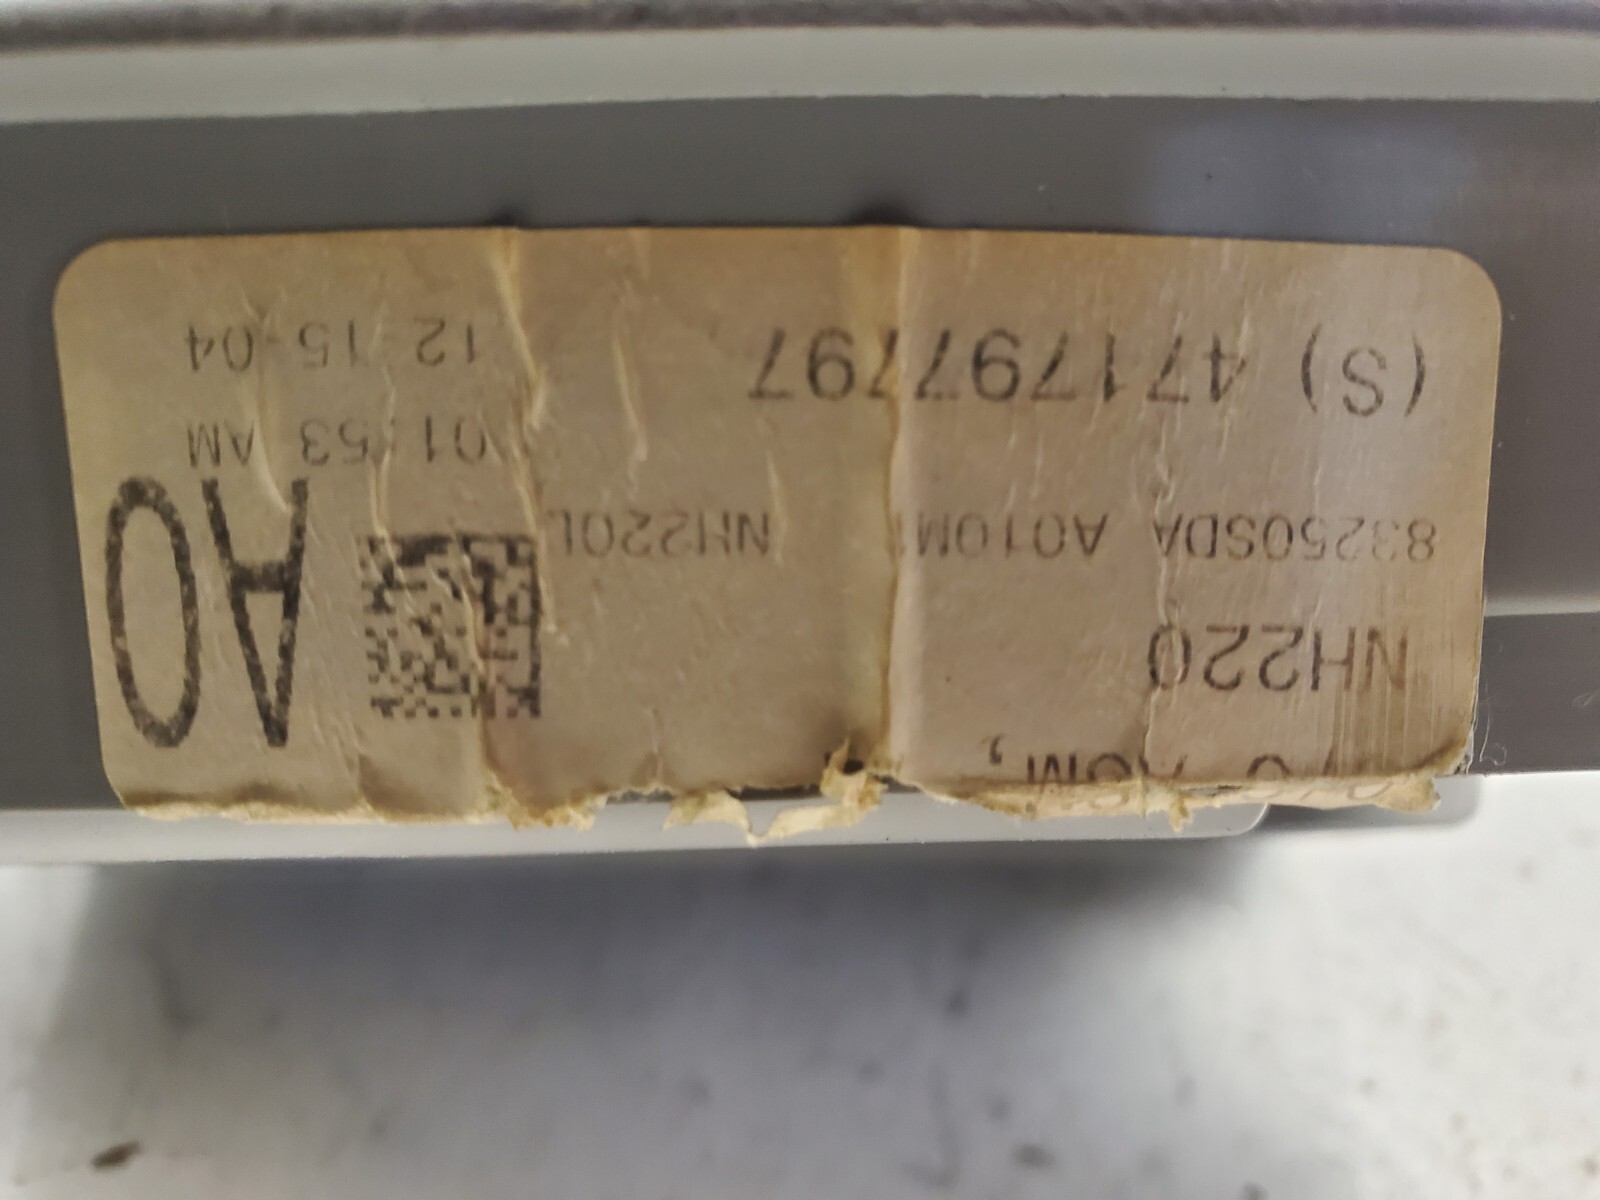 NH220
A0
83250SDA A010M1 NH220L
01:53 AM
(S) 471797797
12-15-04